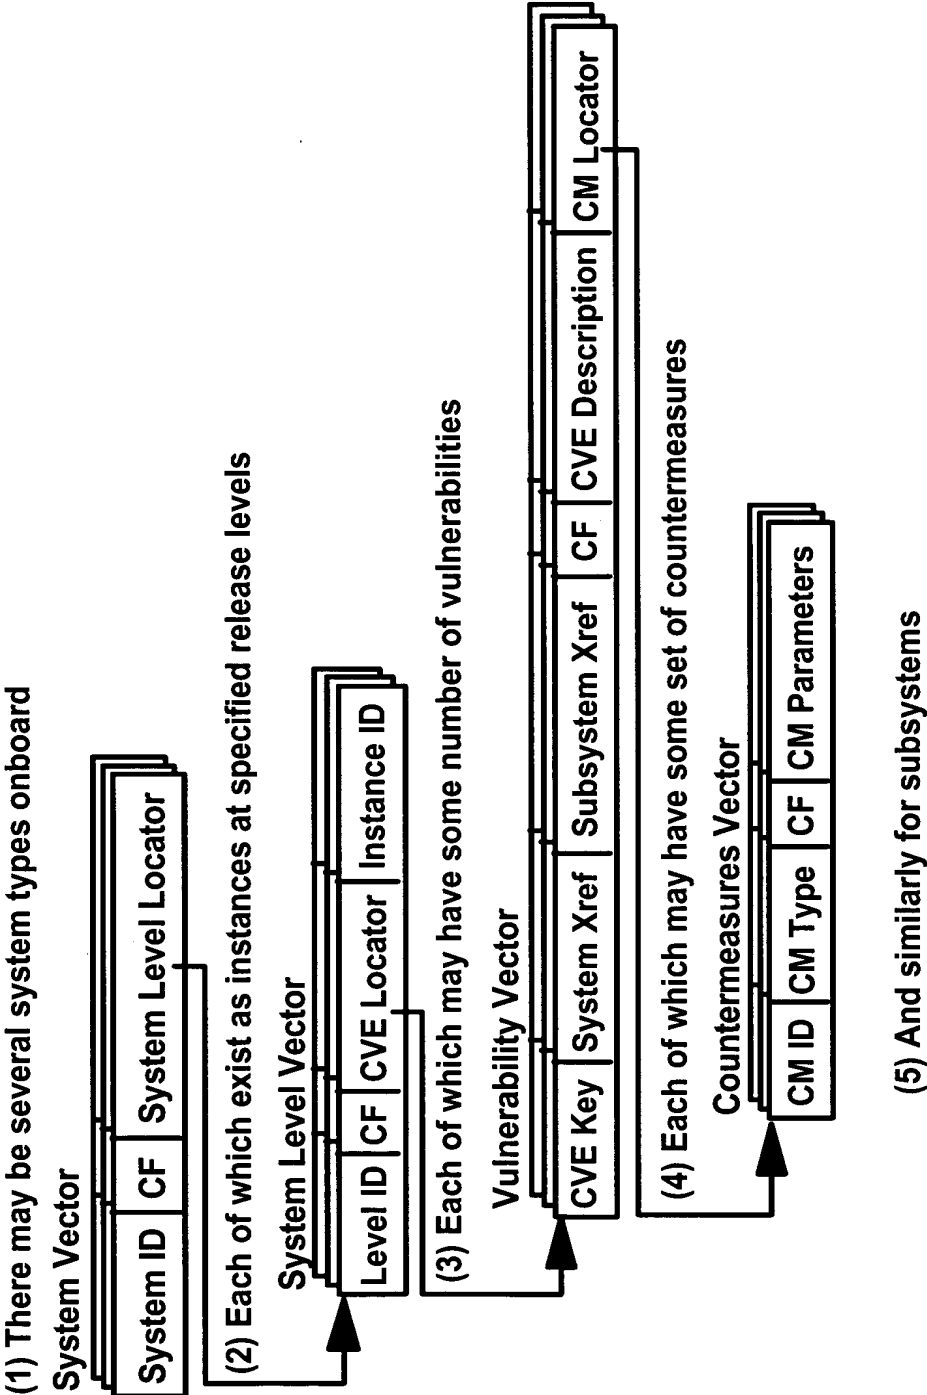 (1) There may be several system types onboard
System Vector
System ID CF System Level Locator
(2) Each of which exist as instances at specified release levels
System Level Vector
Level ID CF CVE Locator Instance ID
(3) Each of which may have some number of vulnerabilities
Vulnerability Vector
CVE Key System Xref Subsystem Xref CF CVE Description CM Locator
(4) Each of which may have some set of countermeasures
Countermeasures Vector
CM ID CM Type CF CM Parameters
(5) And similarly for subsystems